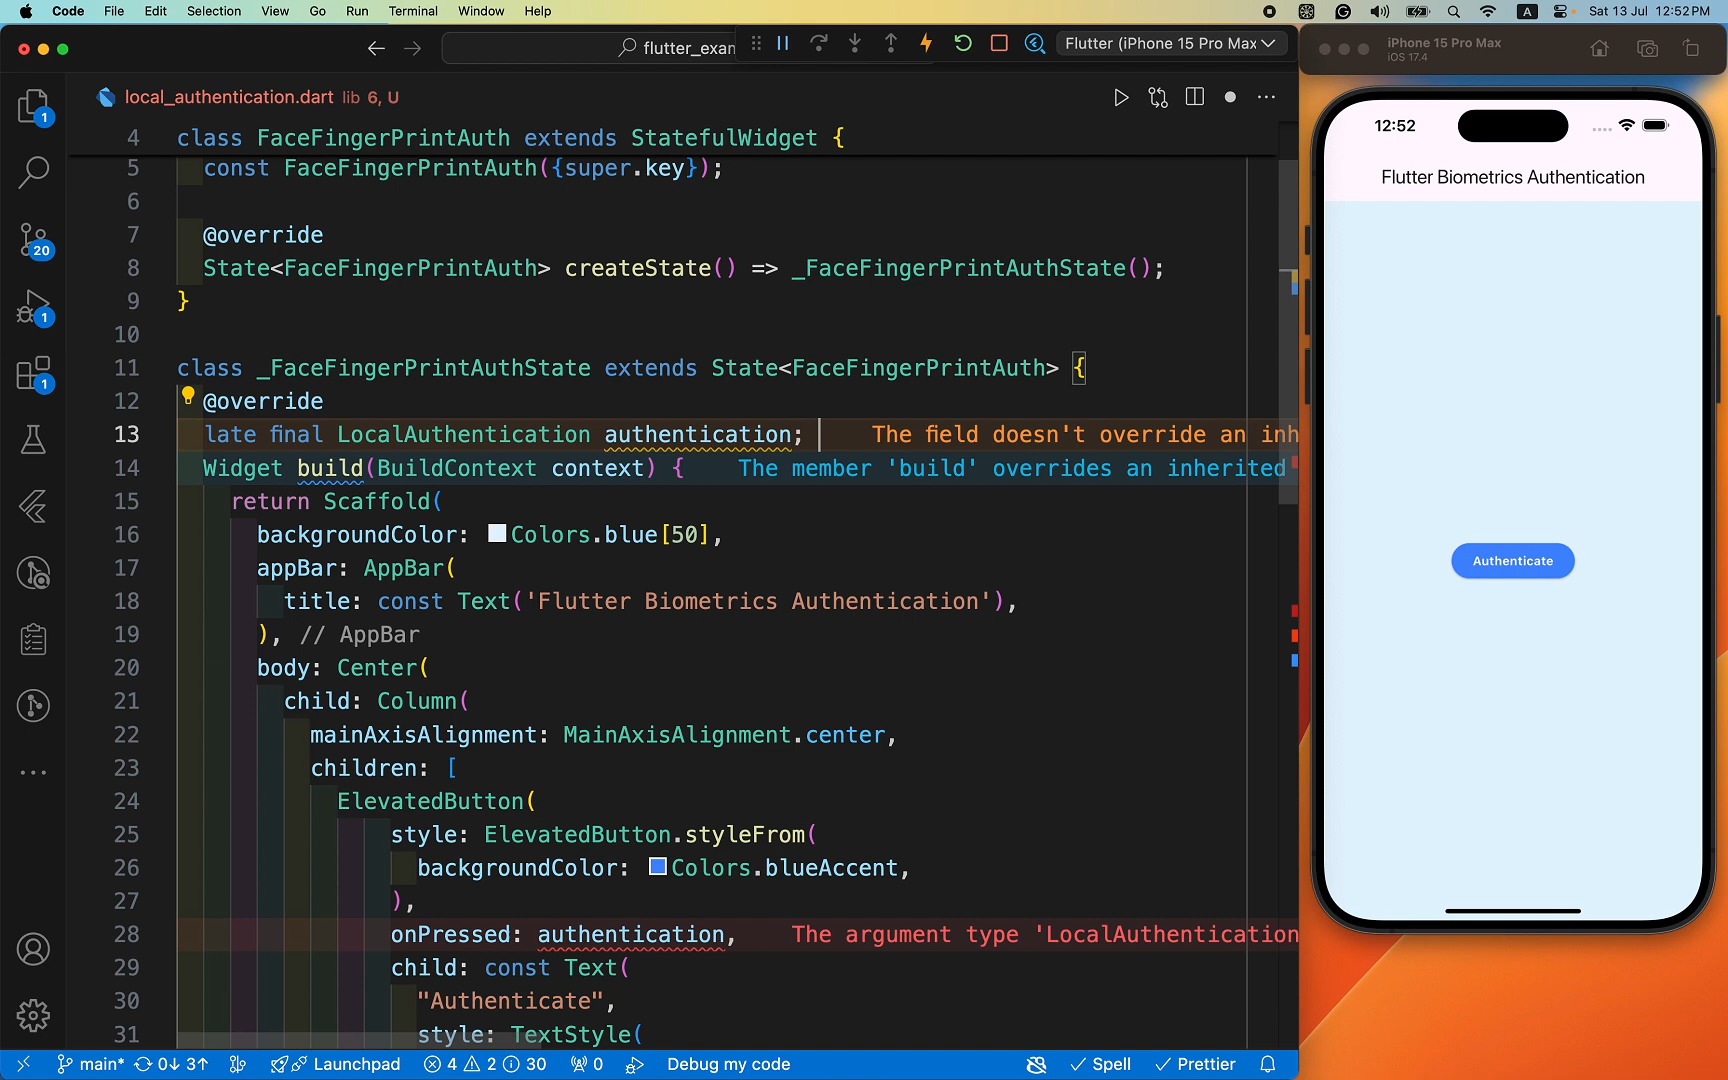 Code File Edit Selection View Go Run Terminal Window Help A Sat 13 Jul 12:52 PM
flutter_exan Flutter (iPhone 15 Pro Max
iPhone 15 Pro Max
iOS 17.4
local_authentication.dart lib 6, U
4 class FaceFingerPrintAuth extends StatefulWidget {
5 const FaceFingerPrintAuth({super.key});
6
7 @override
8 State<FaceFingerPrintAuth> createState() => _FaceFingerPrintAuthState();
9 }
10
11 class _FaceFingerPrintAuthState extends State<FaceFingerPrintAuth> {
12 @override
13 late final LocalAuthentication authentication; The field doesn't override an inh
14 Widget build(BuildContext context) { The member 'build' overrides an inherited
15 return Scaffold(
16 backgroundColor: Colors.blue[50],
17 appBar: AppBar(
18 title: const Text('Flutter Biometrics Authentication'),
19 ), // AppBar
20 body: Center(
21 child: Column(
22 mainAxisAlignment: MainAxisAlignment.center,
23 children: [
24 ElevatedButton(
25 style: ElevatedButton.styleFrom(
26 backgroundColor: Colors.blueAccent,
27 ),
28 onPressed: authentication, The argument type 'LocalAuthentication
29 child: const Text(
30 "Authenticate",
31 style: TextStyle(
1
20
1
1
main* 0↓ 3↑ Launchpad 4 2 30 0 Debug my code Spell Prettier
12:52
Flutter Biometrics Authentication
Authenticate